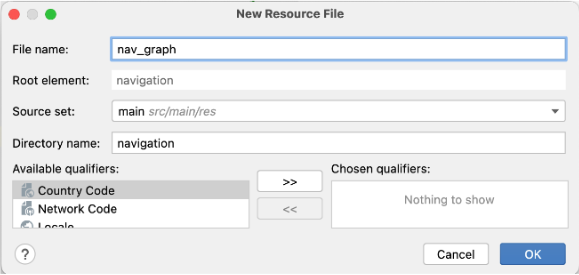 New Resource File
File name:
nav_graph
Root element:
navigation
Source set:
main src/main/res
Directory name:
navigation
Available qualifiers:
Country Code
Network Code
Locale
>>
<<
Chosen qualifiers:
Nothing to show
?
Cancel
OK